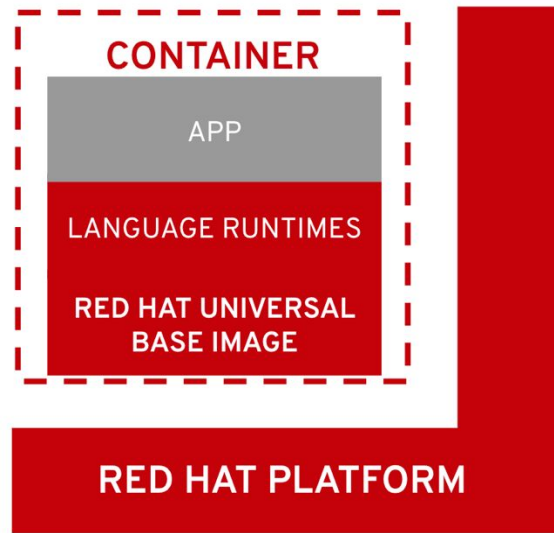 CONTAINER
APP
LANGUAGE RUNTIMES
RED HAT UNIVERSAL
BASE IMAGE
RED HAT PLATFORM